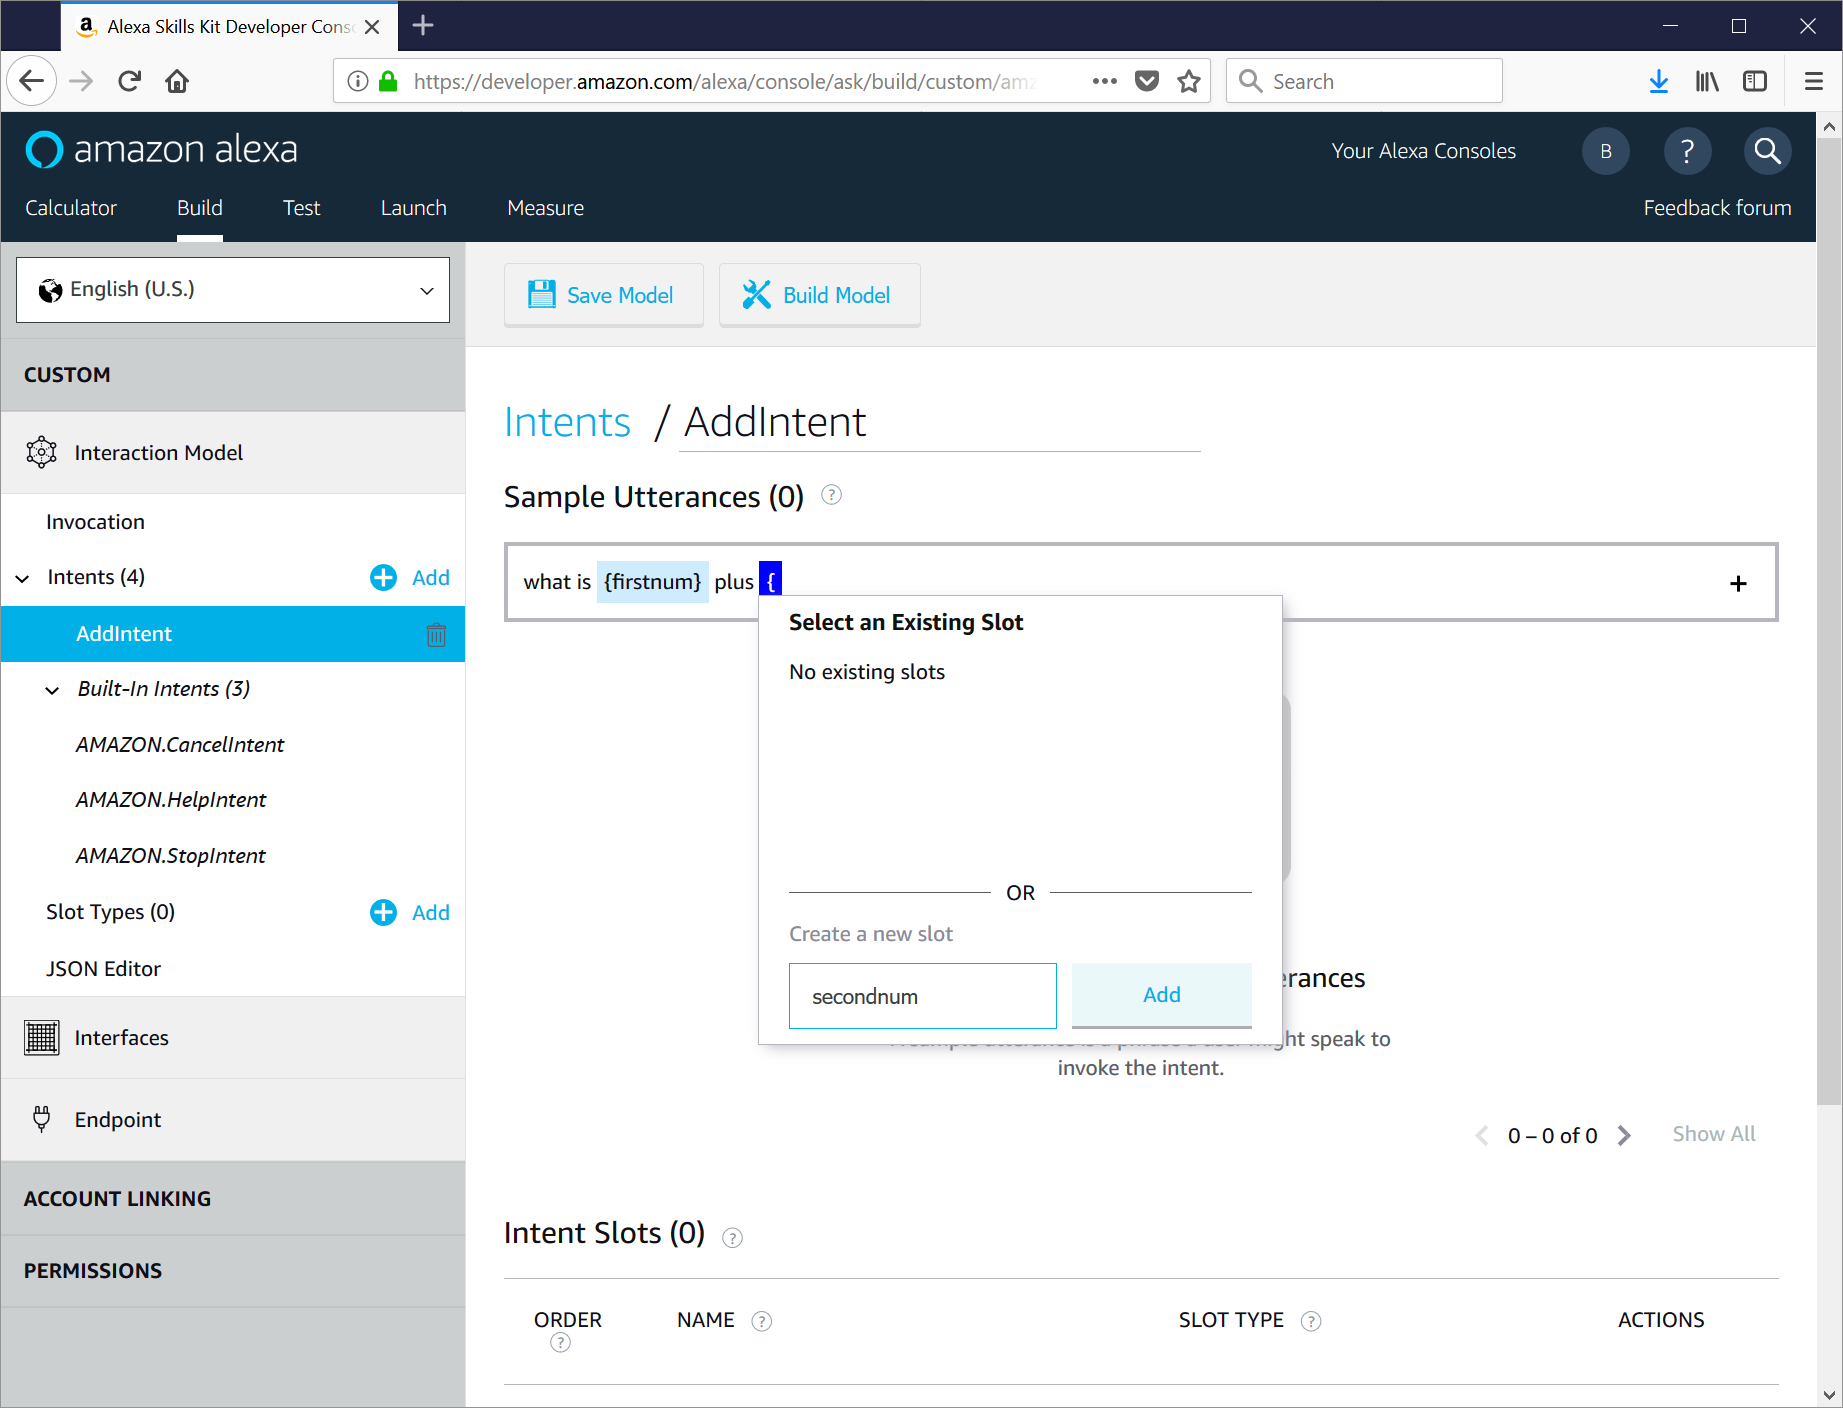 Alexa Skills Kit Developer Cons
https://developer.amazon.com/alexa/console/ask/build/custom/am
Search
amazon alexa
Your Alexa Consoles
B
?
Calculator
Build
Test
Launch
Measure
Feedback forum
English (U.S.)
Save Model
Build Model
CUSTOM
Interaction Model
Invocation
Intents (4)
Add
AddIntent
Built-In Intents (3)
AMAZON.CancelIntent
AMAZON.HelpIntent
AMAZON.StopIntent
Slot Types (0)
Add
JSON Editor
Interfaces
Endpoint
ACCOUNT LINKING
PERMISSIONS
Intents / AddIntent
Sample Utterances (0) ?
what is {firstnum} plus {
Select an Existing Slot
No existing slots
OR
Create a new slot
secondnum
Add
erances
ht speak to
invoke the intent.
0 – 0 of 0
Show All
Intent Slots (0) ?
ORDER ?
NAME ?
SLOT TYPE ?
ACTIONS